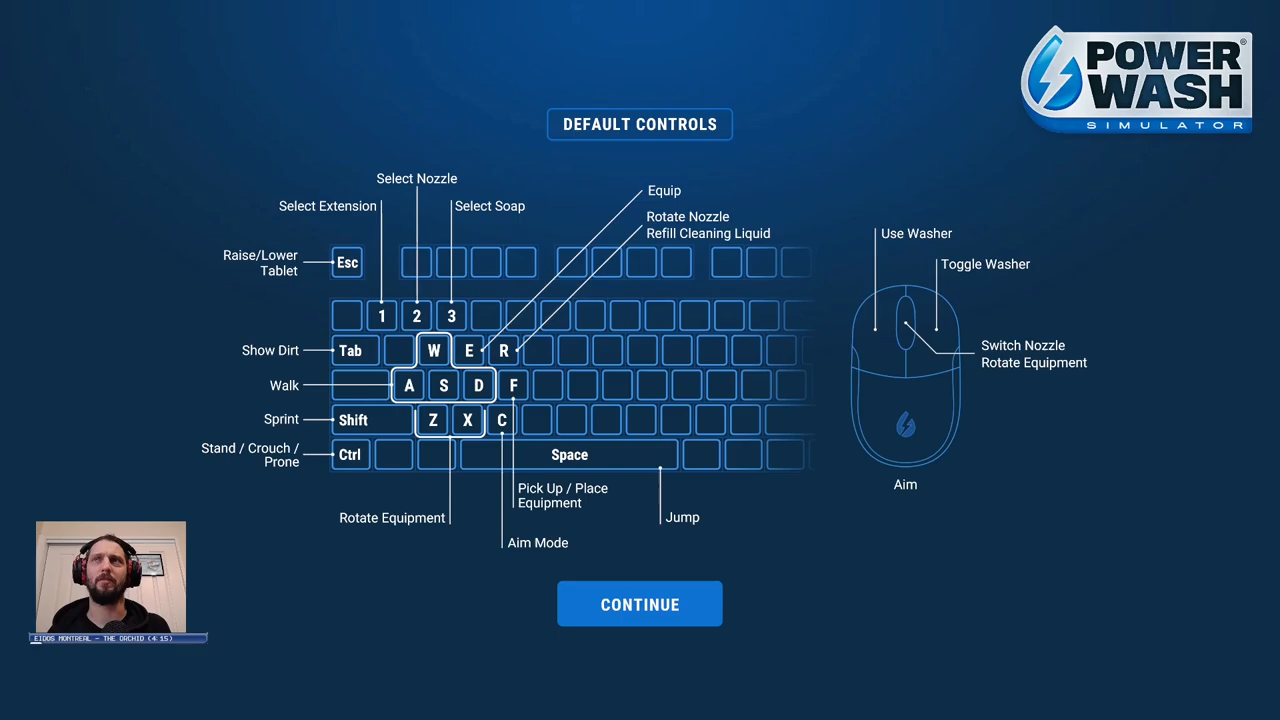 POWER
WASH
SIMULATOR
DEFAULT CONTROLS
Select Nozzle
Select Extension
Select Soap
Equip
Rotate Nozzle
Refill Cleaning Liquid
Raise/Lower
Tablet
Esc
1 2 3
Show Dirt
Tab W E R
Walk
A S D F
Sprint
Shift Z X C
Stand / Crouch /
Prone
Ctrl Space
Rotate Equipment
Pick Up / Place
Equipment
Aim Mode
Jump
Use Washer
Toggle Washer
Switch Nozzle
Rotate Equipment
Aim
CONTINUE
EIDOS MONTREAL - THE ORCHID (4:15)